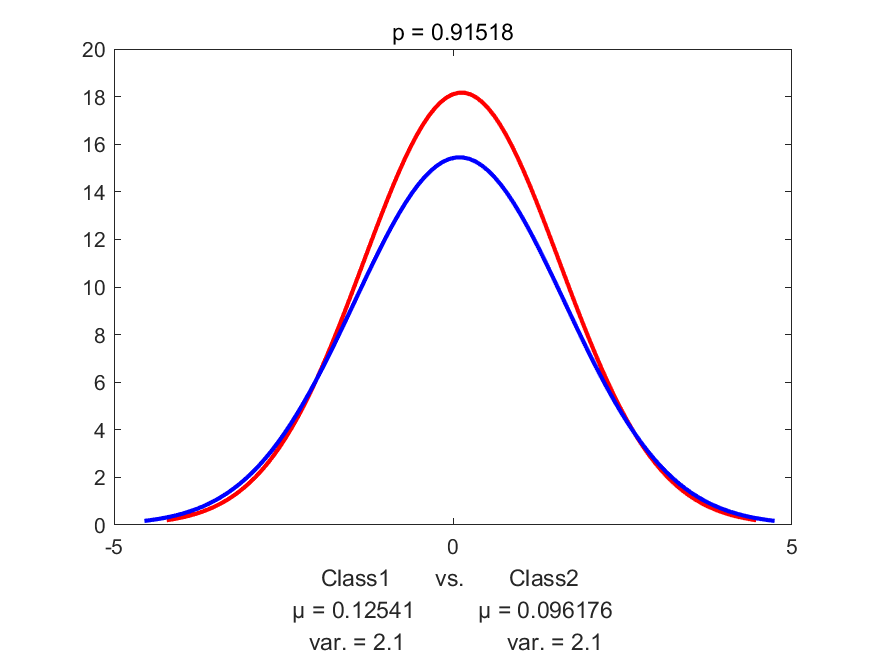 p = 0.91518
20
18
16
14
12
10
8
6
4
2
0
-5 0 5
Class1 vs. Class2
μ = 0.12541 μ = 0.096176
var. = 2.1 var. = 2.1